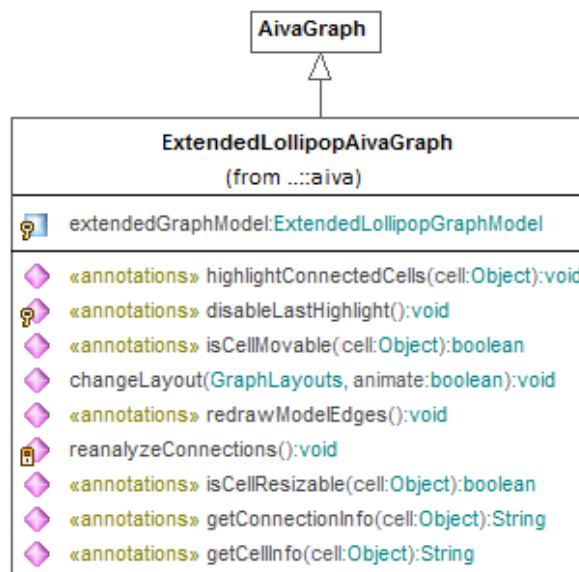 AivaGraph
ExtendedLollipopAivaGraph
(from ..::aiva)
extendedGraphModel:ExtendedLollipopGraphModel
«annotations» highlightConnectedCells(cell:Object):void
«annotations» disableLastHighlight():void
«annotations» isCellMovable(cell:Object):boolean
changeLayout(GraphLayouts, animate:boolean):void
«annotations» redrawModelEdges():void
reanalyzeConnections():void
«annotations» isCellResizable(cell:Object):boolean
«annotations» getConnectionInfo(cell:Object):String
«annotations» getCellInfo(cell:Object):String